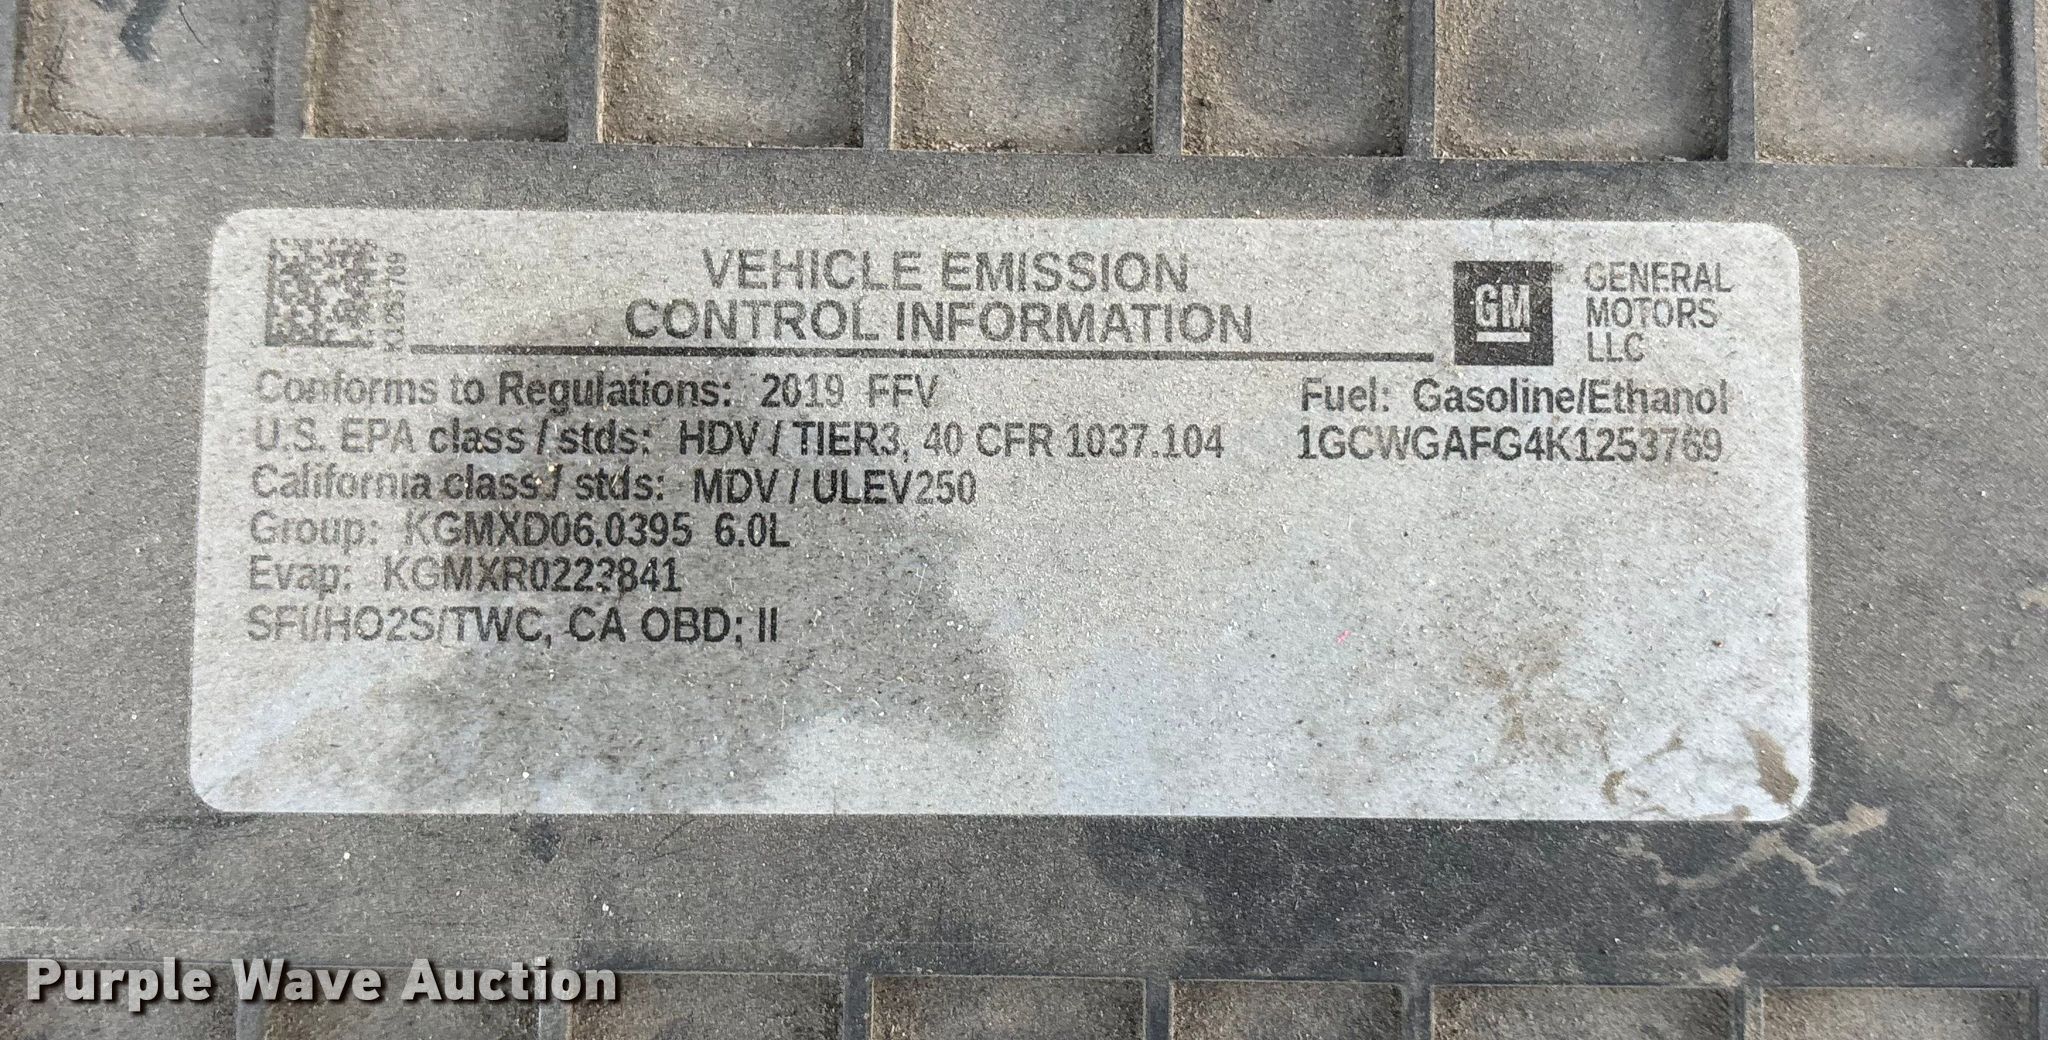 K1253769
VEHICLE EMISSION
CONTROL INFORMATION
GM
GENERAL
MOTORS
LLC
Conforms to Regulations: 2019 FFV
Fuel: Gasoline/Ethanol
U.S. EPA class / stds: HDV / TIER3, 40 CFR 1037.104
1GCWGAFG4K1253769
California class / stds: MDV / ULEV250
Group: KGMXD06.0395 6.0L
Evap: KGMXR0222841
SFI/HO2S/TWC, CA OBD; II
Purple Wave Auction